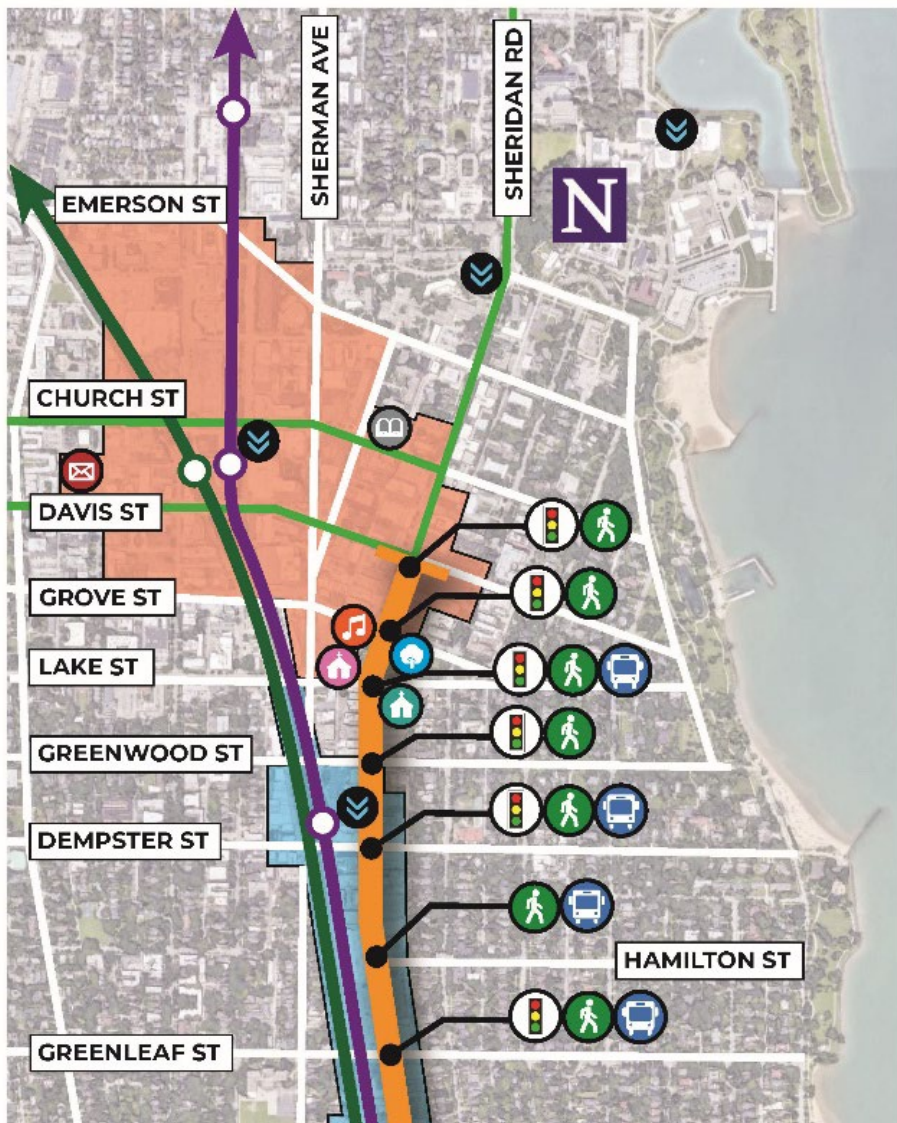 SHERMAN AVE
SHERIDAN RD
EMERSON ST
N
CHURCH ST
DAVIS ST
GROVE ST
LAKE ST
GREENWOOD ST
DEMPSTER ST
HAMILTON ST
GREENLEAF ST